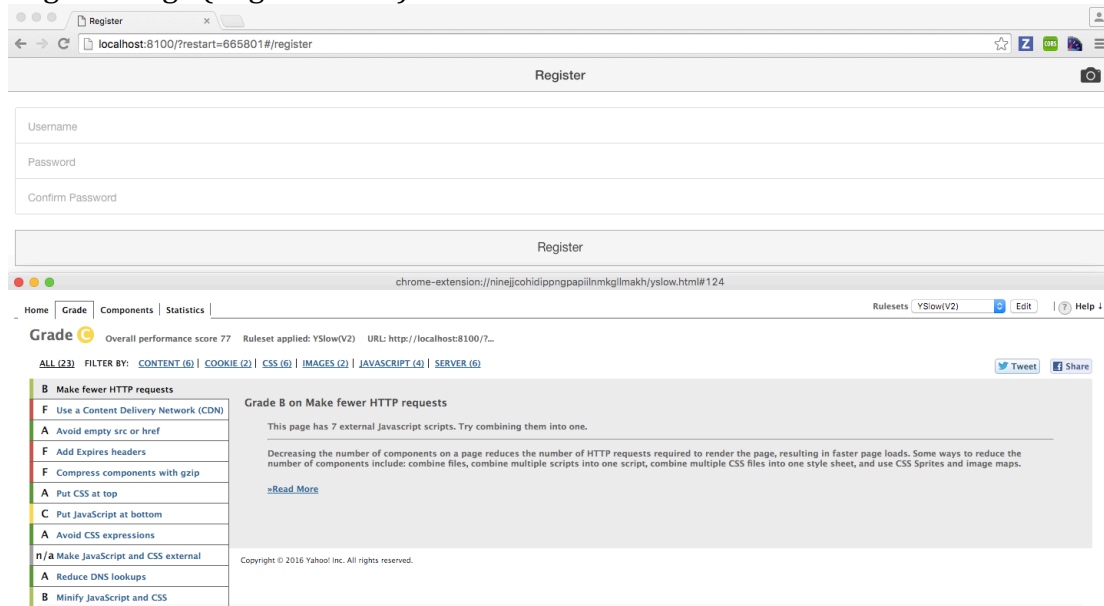 Register
localhost:8100/?restart=665801#/register
Z
CORS
Register
Username
Password
Confirm Password
Register
chrome-extension://ninejjcohidippngpapiilnmkgllmakh/yslow.html#124
Home Grade Components Statistics
Rulesets YSlow(V2) Edit ? Help ↓
Grade C Overall performance score 77 Ruleset applied: YSlow(V2) URL: http://localhost:8100/?...
ALL (23) FILTER BY: CONTENT (6) | COOKIE (2) | CSS (6) | IMAGES (2) | JAVASCRIPT (4) | SERVER (6)
Tweet Share
B Make fewer HTTP requests
F Use a Content Delivery Network (CDN)
A Avoid empty src or href
F Add Expires headers
F Compress components with gzip
A Put CSS at top
C Put JavaScript at bottom
A Avoid CSS expressions
n/a Make JavaScript and CSS external
A Reduce DNS lookups
B Minify JavaScript and CSS
Grade B on Make fewer HTTP requests
This page has 7 external Javascript scripts. Try combining them into one.
Decreasing the number of components on a page reduces the number of HTTP requests required to render the page, resulting in faster page loads. Some ways to reduce the
number of components include: combine files, combine multiple scripts into one script, combine multiple CSS files into one style sheet, and use CSS Sprites and image maps.
»Read More
Copyright © 2016 Yahoo! Inc. All rights reserved.